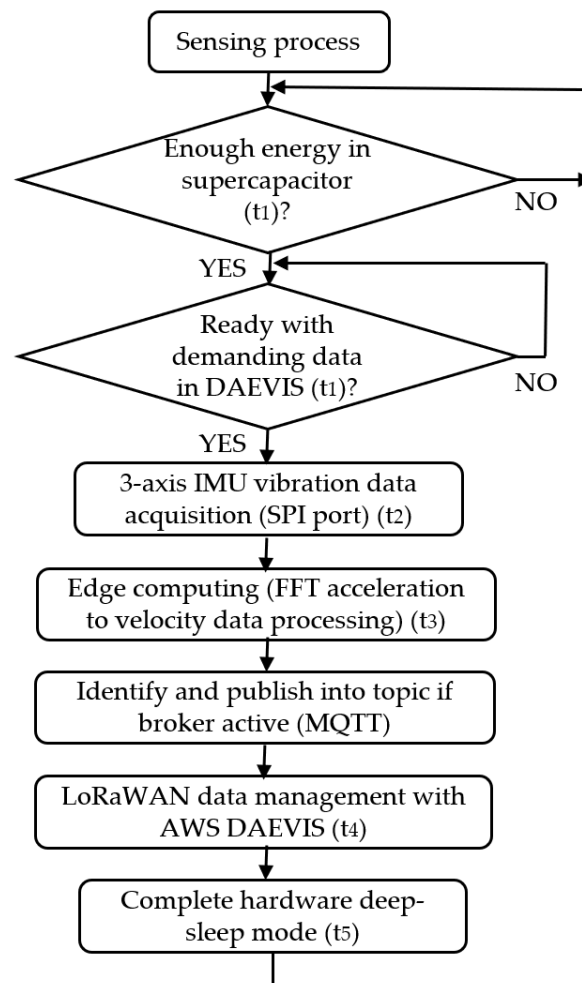 Sensing process
Enough energy in
supercapacitor
(t1)?
NO
YES
Ready with
demanding data
in DAEVIS (t1)?
NO
YES
3-axis IMU vibration data
acquisition (SPI port) (t2)
Edge computing (FFT acceleration
to velocity data processing) (t3)
Identify and publish into topic if
broker active (MQTT)
LoRaWAN data management with
AWS DAEVIS (t4)
Complete hardware deep-
sleep mode (t5)